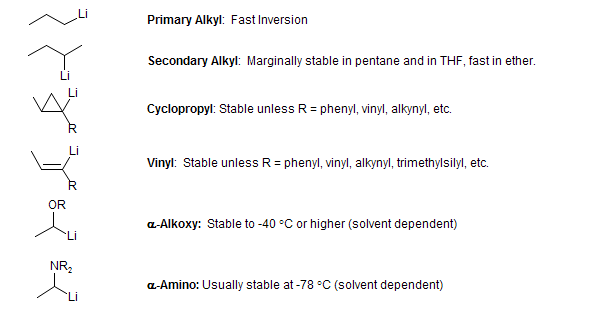 Li
Primary Alkyl: Fast Inversion
Secondary Alkyl: Marginally stable in pentane and in THF, fast in ether.
Li
Li
Cyclopropyl: Stable unless R = phenyl, vinyl, alkynyl, etc.
R
Li
Vinyl: Stable unless R = phenyl, vinyl, alkynyl, trimethylsilyl, etc.
R
OR
α-Alkoxy: Stable to -40 °C or higher (solvent dependent)
Li
NR₂
α-Amino: Usually stable at -78 °C (solvent dependent)
Li